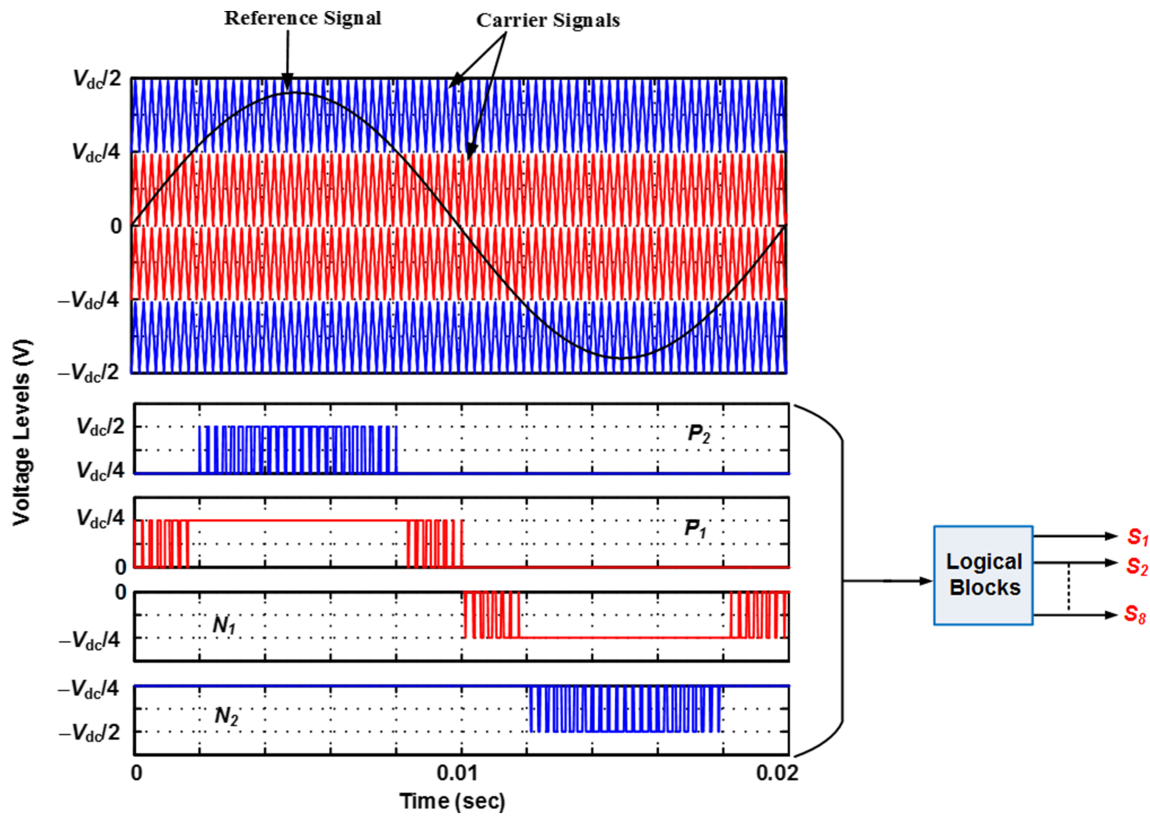 Reference Signal
Carrier Signals
Vdc/2
Vdc/4
0
−Vdc/4
−Vdc/2
Voltage Levels (V)
Vdc/2
Vdc/4
P2
Vdc/4
0
P1
0
−Vdc/4
N1
−Vdc/4
−Vdc/2
N2
0
0.01
0.02
Time (sec)
Logical
Blocks
S1
S2
S8